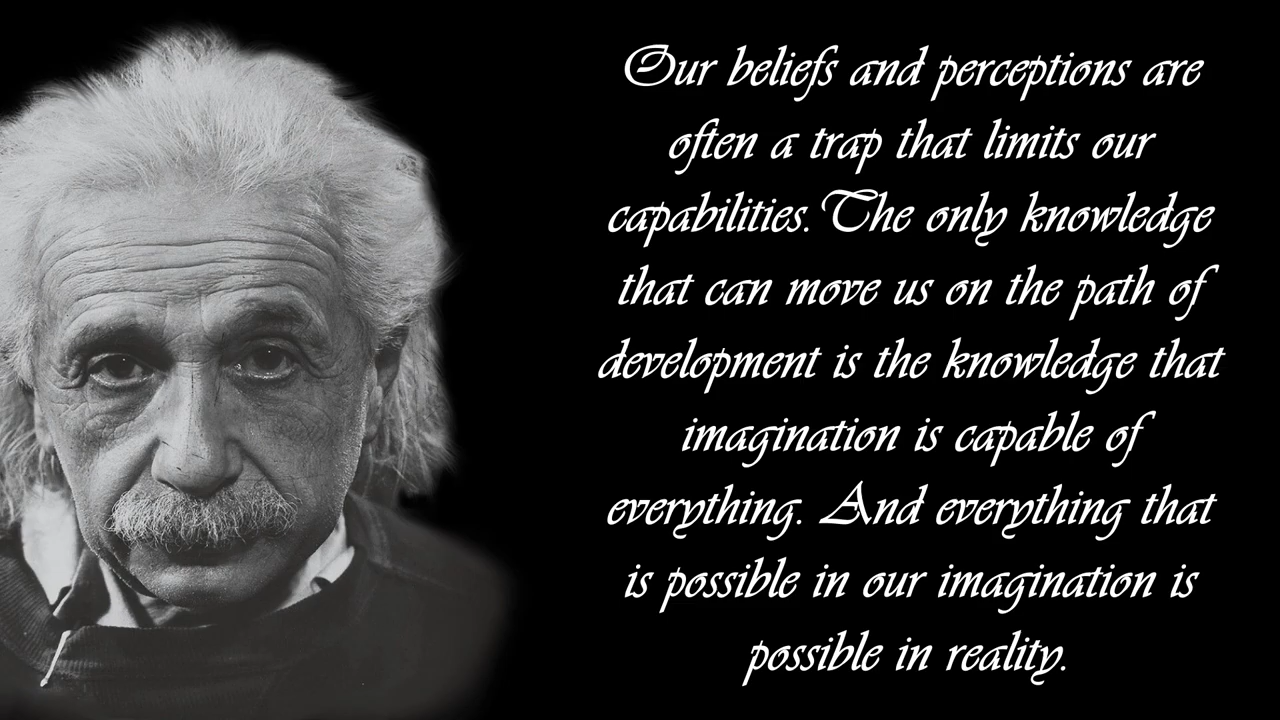 Our beliefs and perceptions are
often a trap that limits our
capabilities. The only knowledge
that can move us on the path of
development is the knowledge that
imagination is capable of
everything. And everything that
is possible in our imagination is
possible in reality.